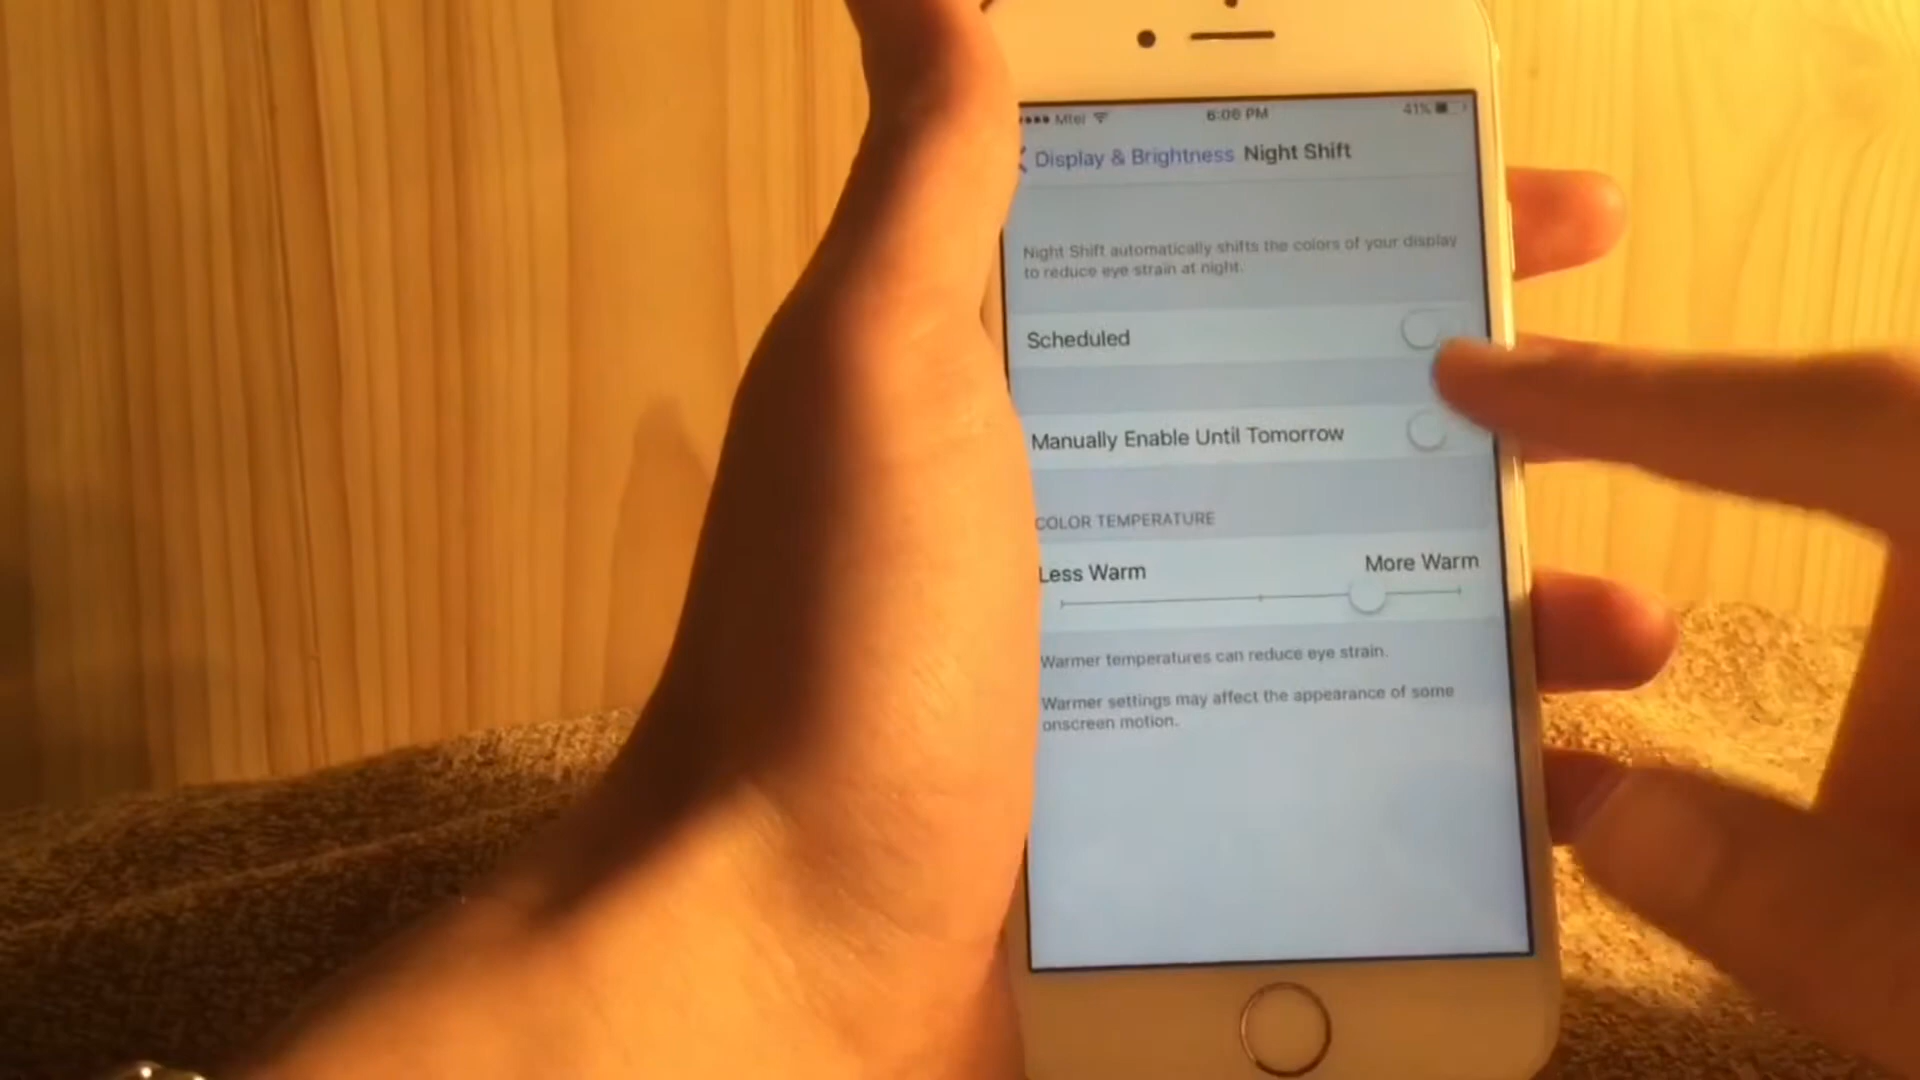 Mtel 6:06 PM 41%
Display & Brightness Night Shift
Night Shift automatically shifts the colors of your display
to reduce eye strain at night.
Scheduled
Manually Enable Until Tomorrow
COLOR TEMPERATURE
Less Warm More Warm
Warmer temperatures can reduce eye strain.
Warmer settings may affect the appearance of some
onscreen motion.